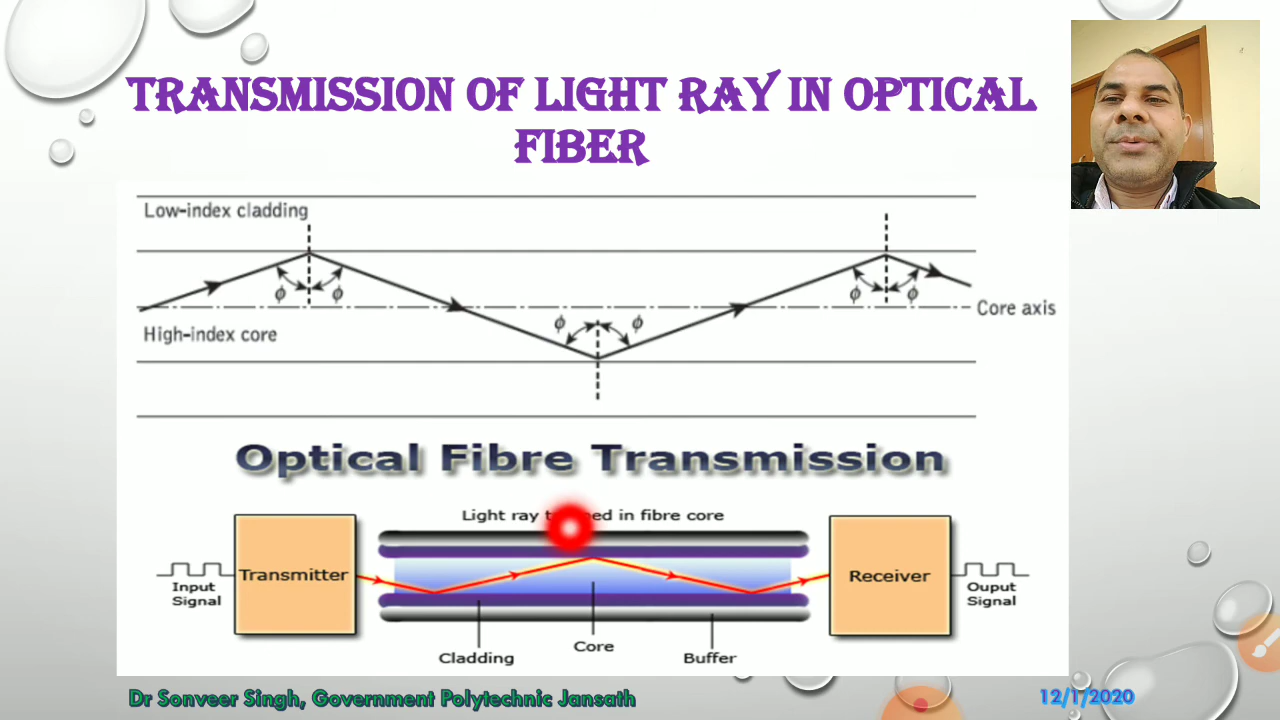 TRANSMISSION OF LIGHT RAY IN OPTICAL
FIBER
Low-index cladding
ϕ ϕ
ϕ ϕ
ϕ ϕ
Core axis
High-index core
Optical Fibre Transmission
Light ray in fibre core
Transmitter
Receiver
Input
Signal
Ouput
Signal
Cladding
Core
Buffer
Dr Sonveer Singh, Government Polytechnic Jansath
12/1/2020